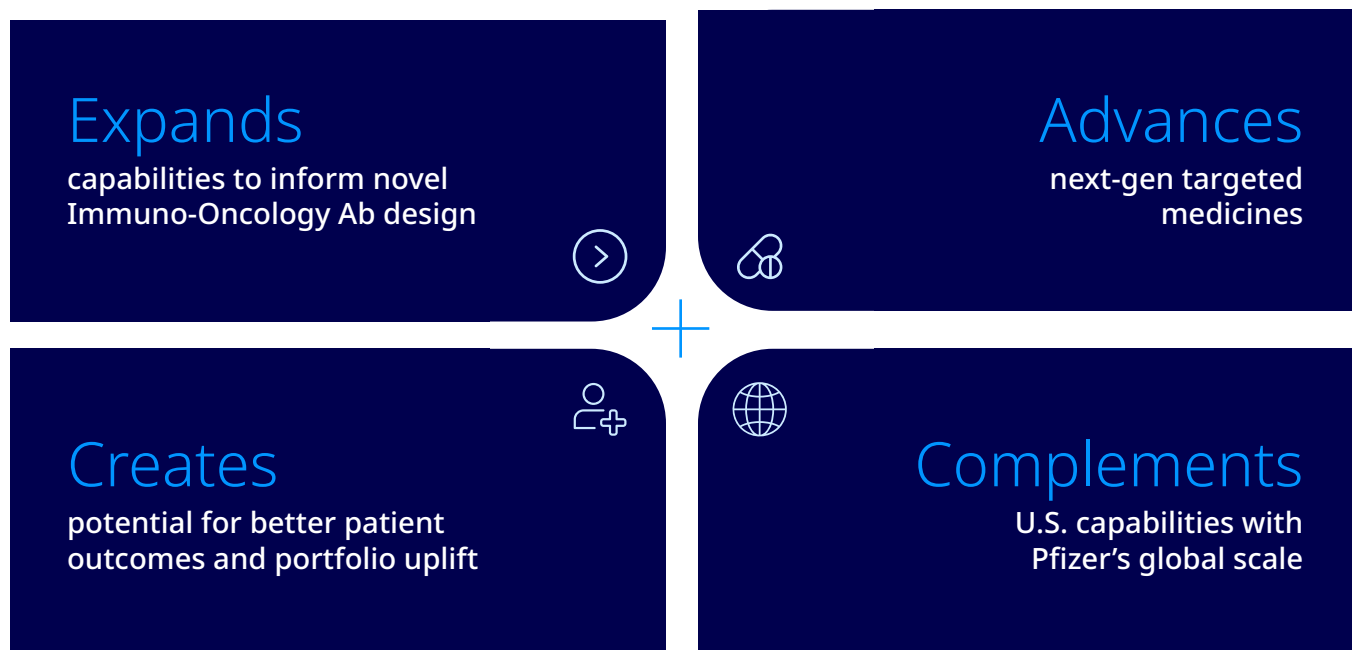 Expands
capabilities to inform novel
Immuno-Oncology Ab design
Advances
next-gen targeted
medicines
Creates
potential for better patient
outcomes and portfolio uplift
Complements
U.S. capabilities with
Pfizer’s global scale